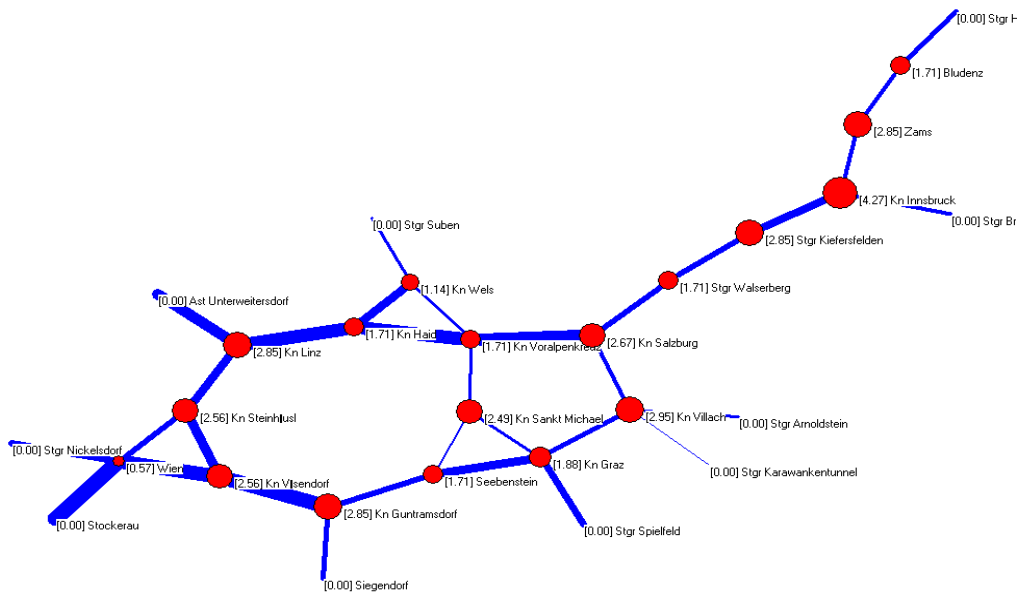 [0.00] Stgr H
[1.71] Bludenz
[2.85] Zams
[4.27] Kn Innsbruck
[0.00] Stgr Br
[0.00] Stgr Suben
[2.85] Stgr Kiefersfelden
[1.14] Kn Wels
[1.71] Stgr Walserberg
[0.00] Ast Unterweitersdorf
[1.71] Kn Haid
[2.85] Kn Linz
[1.71] Kn Voralpenkreuz
[2.67] Kn Salzburg
[2.56] Kn Steinhäusl
[2.49] Kn Sankt Michael
[2.95] Kn Villach
[0.00] Stgr Arnoldstein
[0.00] Stgr Nickelsdorf
[0.57] Wien
[1.88] Kn Graz
[0.00] Stgr Karawankentunnel
[2.56] Kn Vösendorf
[1.71] Seebenstein
[2.85] Kn Guntramsdorf
[0.00] Stockerau
[0.00] Stgr Spielfeld
[0.00] Siegendorf